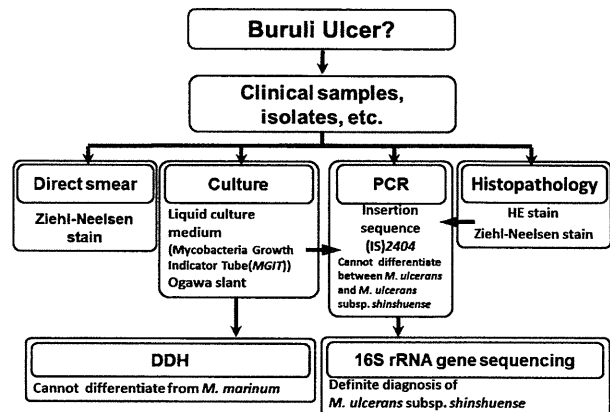 Buruli Ulcer?
Clinical samples,
isolates, etc.
Direct smear
Ziehl-Neelsen
stain
Culture
Liquid culture
medium
(Mycobacteria Growth
Indicator Tube(MGIT))
Ogawa slant
PCR
Insertion
sequence
(IS)2404
Cannot differentiate
between M. ulcerans
and M. ulcerans
subsp. shinshuense
Histopathology
HE stain
Ziehl-Neelsen stain
DDH
Cannot differentiate from M. marinum
16S rRNA gene sequencing
Definite diagnosis of
M. ulcerans subsp. shinshuense